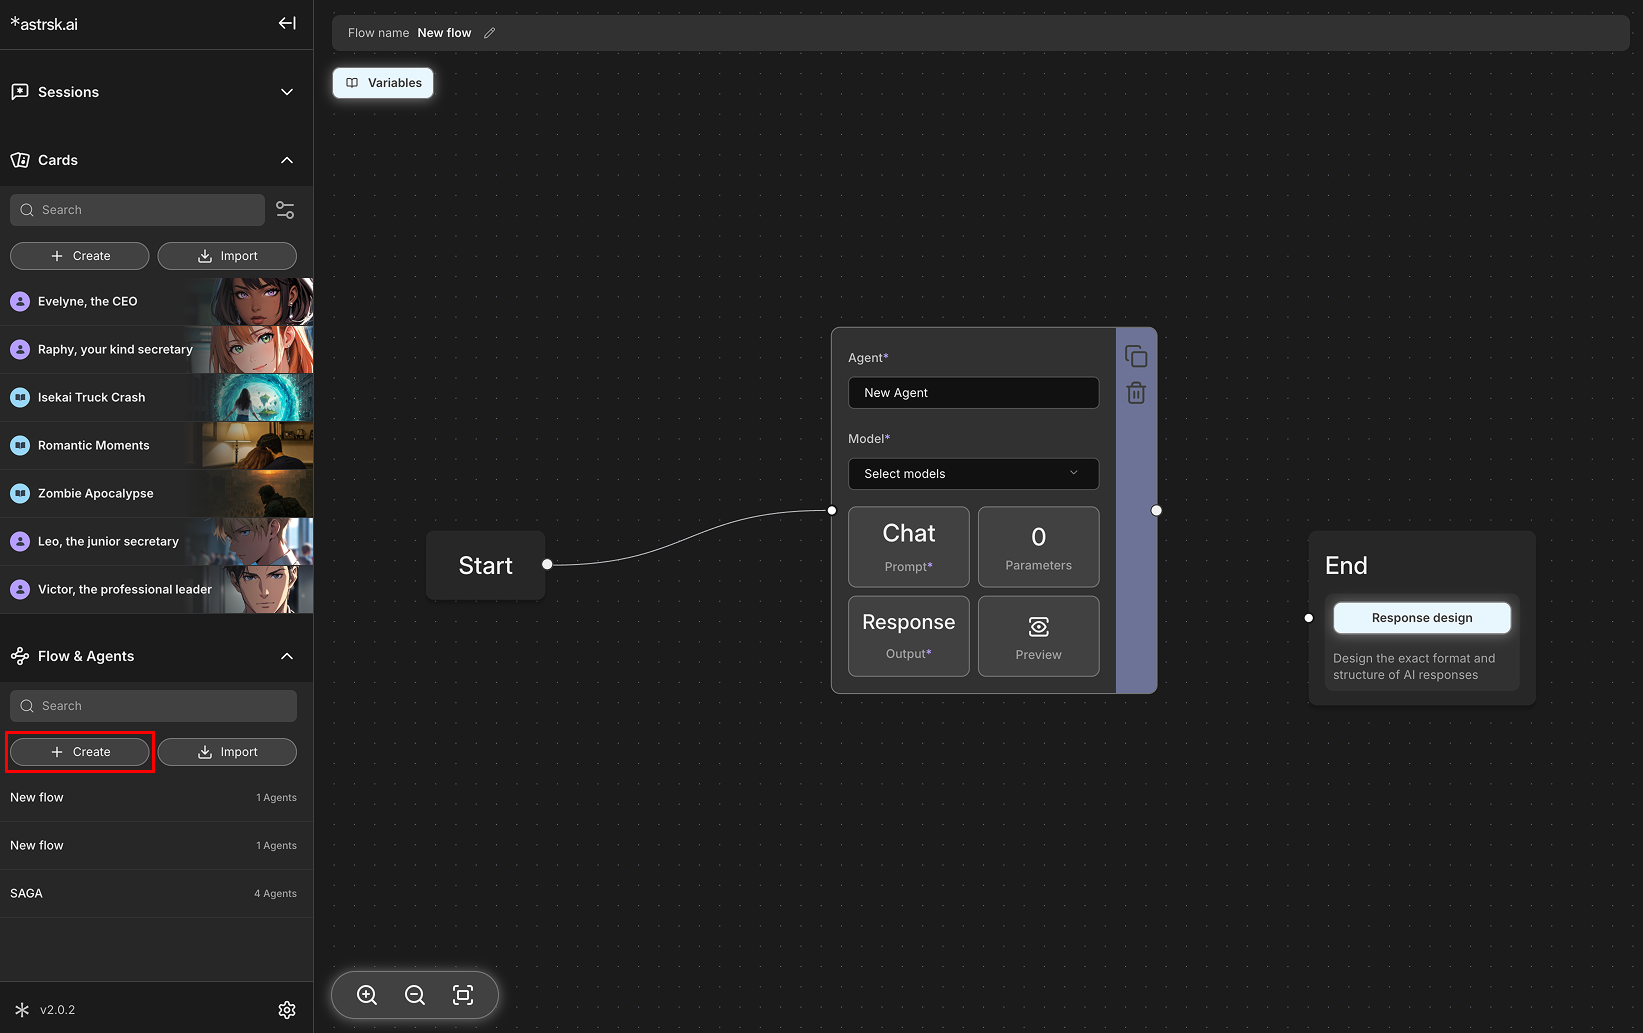 *astrsk.ai
Sessions
Cards
Search
Create
Import
Evelyne, the CEO
Raphy, your kind secretary
Isekai Truck Crash
Romantic Moments
Zombie Apocalypse
Leo, the junior secretary
Victor, the professional leader
Flow & Agents
Search
Create
Import
New flow 1 Agents
New flow 1 Agents
SAGA 4 Agents
v2.0.2
Flow name New flow
Variables
Start
Agent*
New Agent
Model*
Select models
Chat
Prompt*
0
Parameters
Response
Output*
Preview
End
Response design
Design the exact format and
structure of AI responses